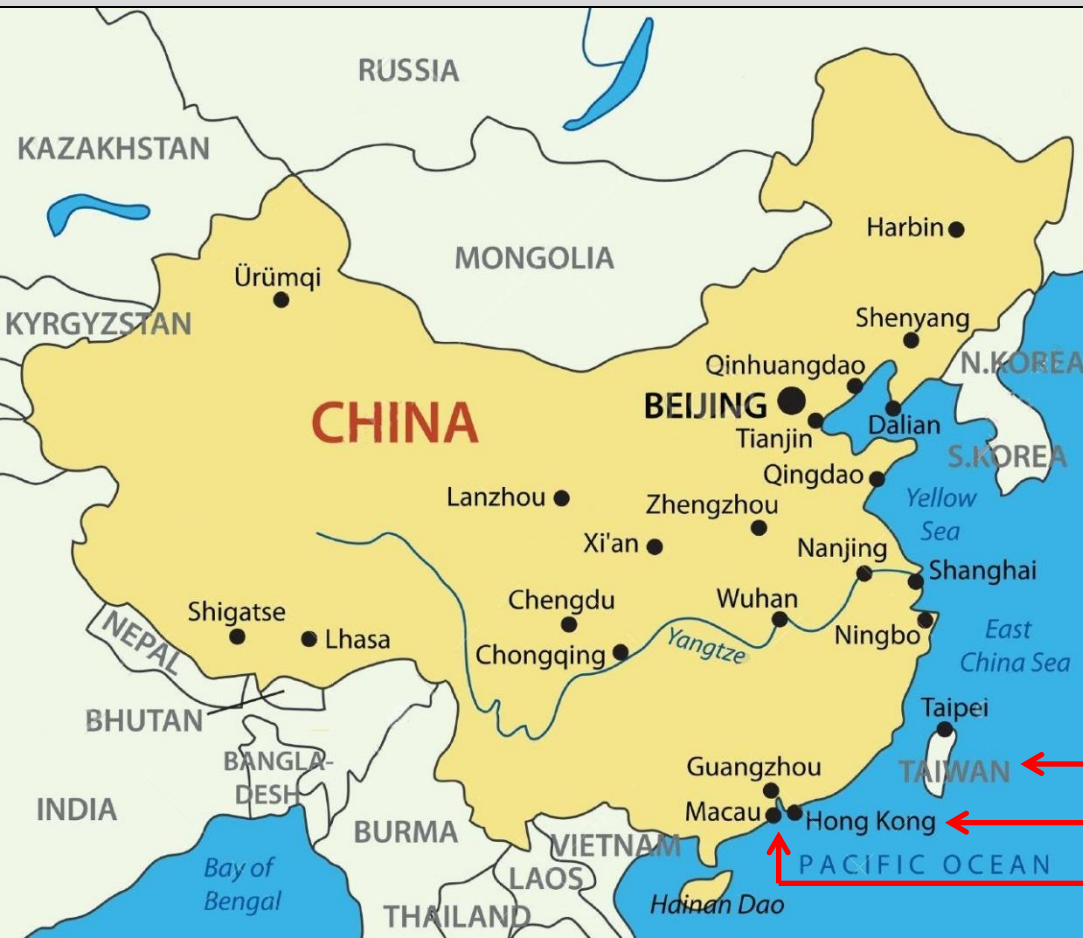 RUSSIA
KAZAKHSTAN
Harbin
MONGOLIA
Ürümqi
KYRGYZSTAN
Shenyang
Qinhuangdao
N.KOREA
BEIJING
CHINA
Dalian
Tianjin
S.KOREA
Qingdao
Lanzhou
Zhengzhou
Yellow
Sea
Xi'an
Nanjing
Shanghai
Chengdu
Wuhan
Shigatse
Lhasa
NEPAL
Chongqing
Yangtze
Ningbo
East
China Sea
Taipei
BHUTAN
BANGLA-
DESH
Guangzhou
TAIWAN
INDIA
Macau
Hong Kong
BURMA
VIETNAM
PACIFIC OCEAN
Bay of
Bengal
LAOS
Hainan Dao
THAILAND